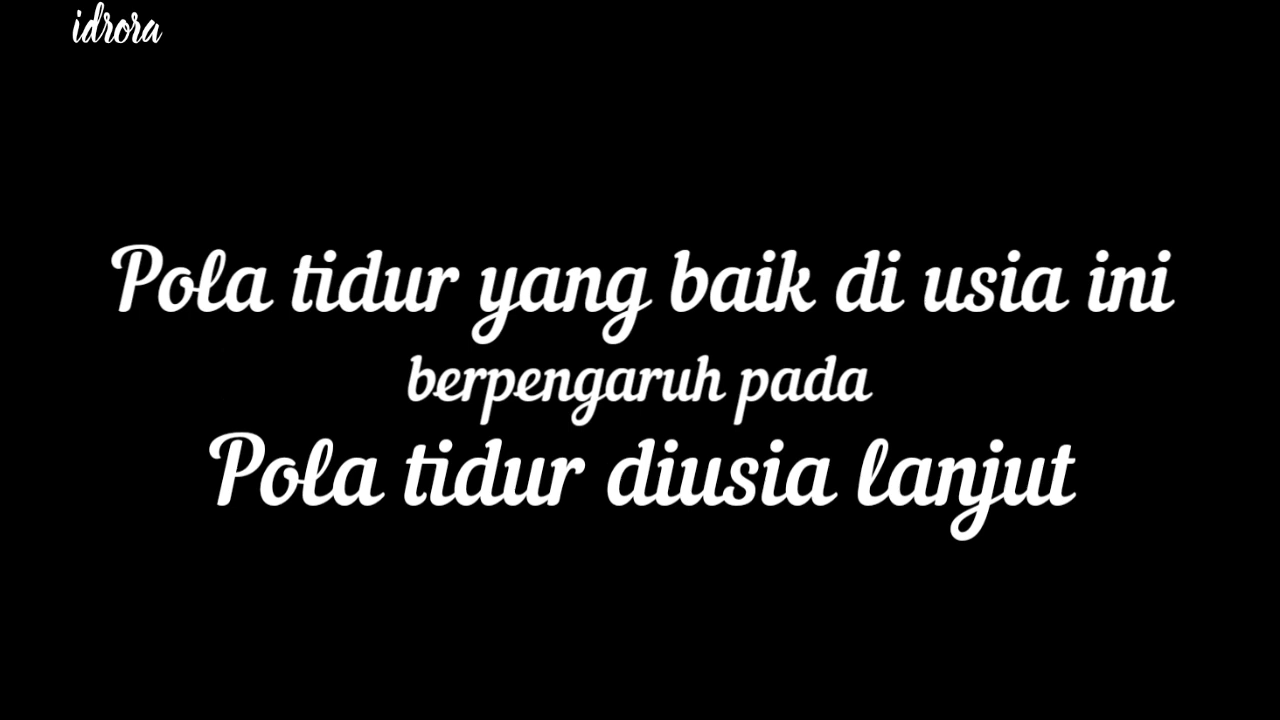 idrora
Pola tidur yang baik di usia ini
berpengaruh pada
Pola tidur diusia lanjut